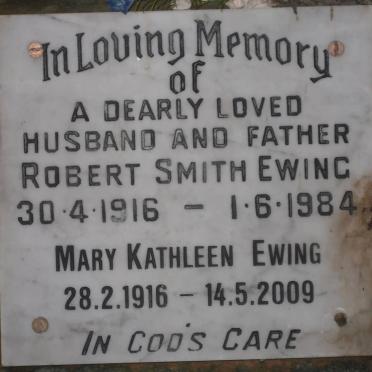 In Loving Memory
of
A DEARLY LOVED
HUSBAND AND FATHER
ROBERT SMITH EWING
30·4·1916 – 1·6·1984
MARY KATHLEEN EWING
28.2.1916 – 14.5.2009
IN GOD'S CARE